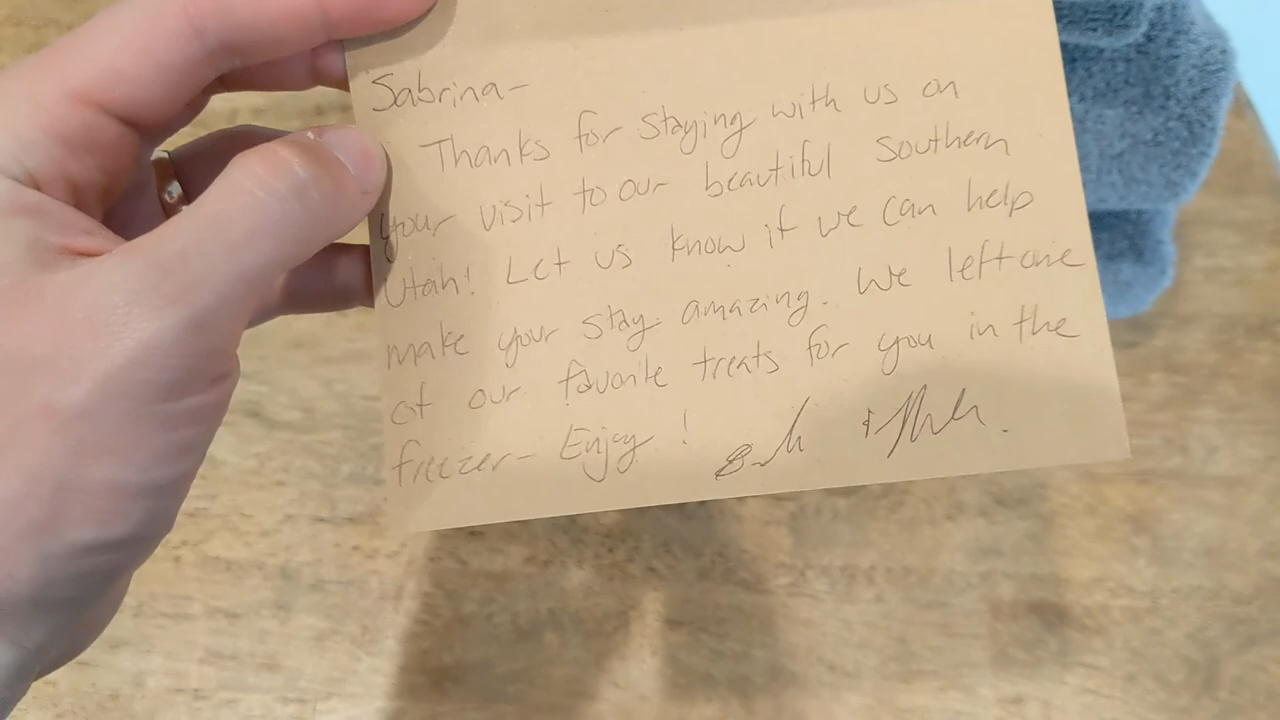 Sabrina-
Thanks for staying with us on
your visit to our beautiful Southern
Utah! Let us know if we can help
make your stay amazing. We left one
of our favorite treats for you in the
freezer- Enjoy!